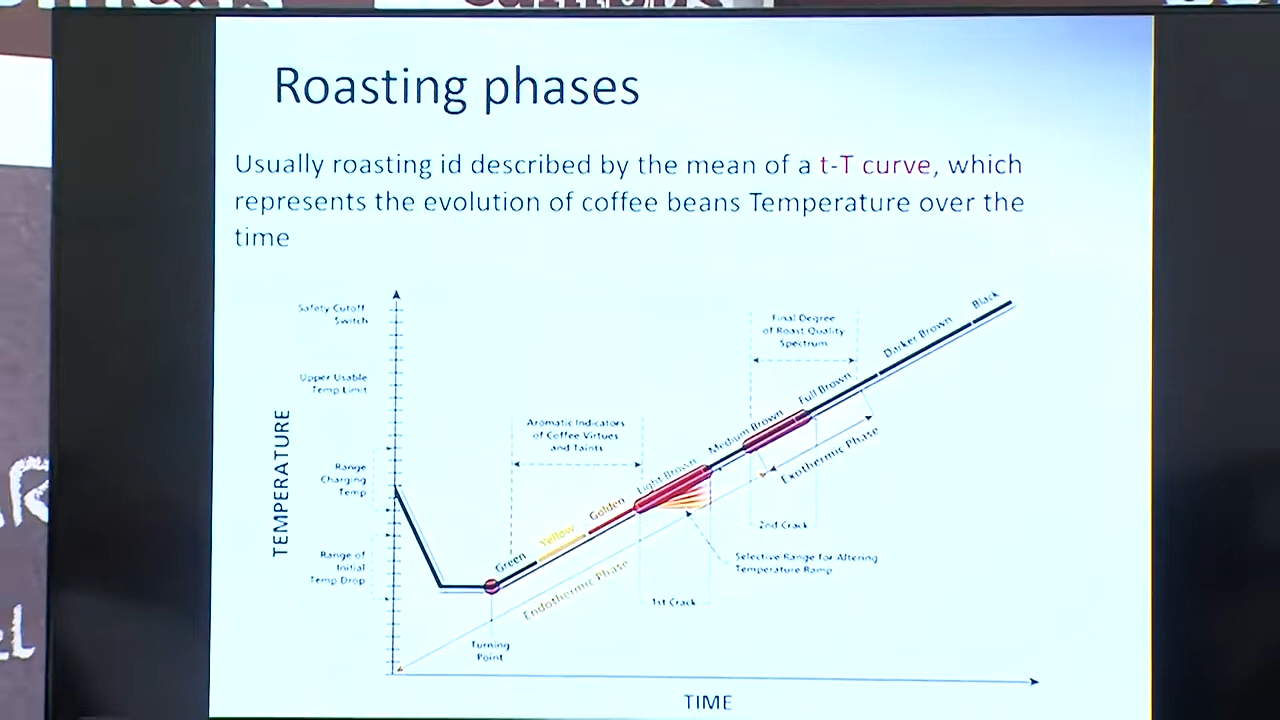 Roasting phases
Usually roasting id described by the mean of a t-T curve, which
represents the evolution of coffee beans Temperature over the
time
Safety Cutoff
Switch
Upper Usable
Temp Limit
Range
Charging
Temp
Range of
Initial
Temp Drop
TEMPERATURE
Aromatic Indicators
of Coffee Virtues
and Taints
Final Degree
of Roast Quality
Spectrum
Green
Yellow
Golden
Light Brown
Medium Brown
Full Brown
Darker Brown
Black
Endothermic Phase
Exothermic Phase
Turning
Point
1st Crack
2nd Crack
Selective Range for Altering
Temperature Ramp
TIME